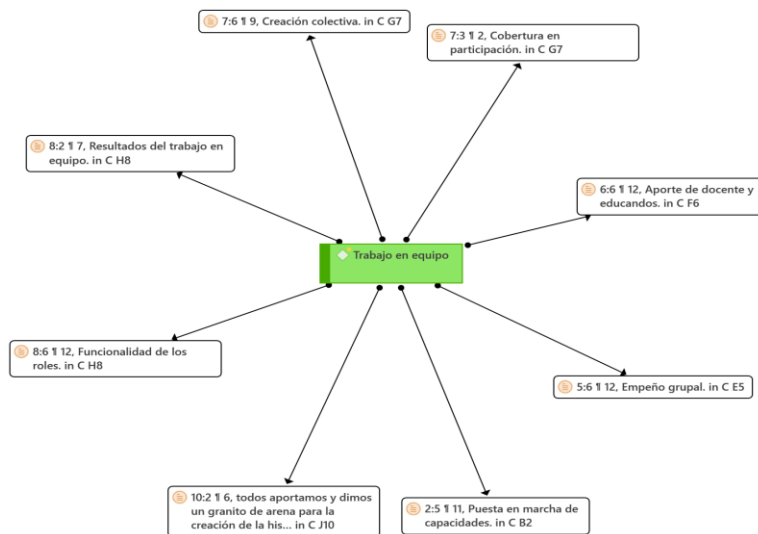 7:6 ¶ 9, Creación colectiva. in C G7
7:3 ¶ 2, Cobertura en
participación. in C G7
8:2 ¶ 7, Resultados del trabajo en
equipo. in C H8
6:6 ¶ 12, Aporte de docente y
educandos. in C F6
Trabajo en equipo
8:6 ¶ 12, Funcionalidad de los
roles. in C H8
5:6 ¶ 12, Empeño grupal. in C E5
10:2 ¶ 6, todos aportamos y dimos
un granito de arena para la
creación de la his... in C J10
2:5 ¶ 11, Puesta en marcha de
capacidades. in C B2